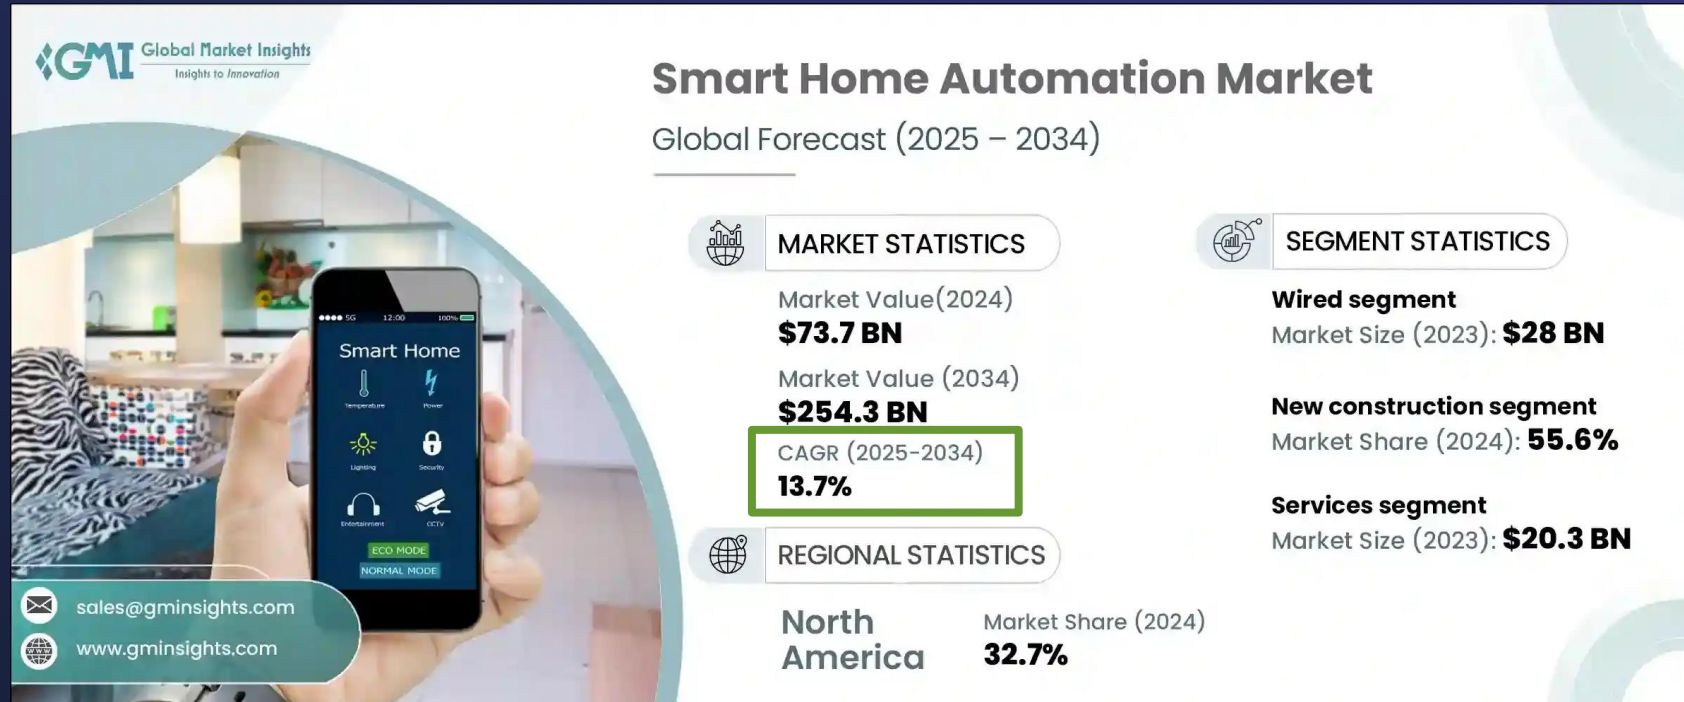 GMI Global Market Insights
Insights to Innovation
Smart Home Automation Market
Global Forecast (2025 – 2034)
MARKET STATISTICS
Market Value(2024)
$73.7 BN
Market Value (2034)
$254.3 BN
CAGR (2025-2034)
13.7%
REGIONAL STATISTICS
North
America
Market Share (2024)
32.7%
SEGMENT STATISTICS
Wired segment
Market Size (2023): $28 BN
New construction segment
Market Share (2024): 55.6%
Services segment
Market Size (2023): $20.3 BN
5G 12:00 100%
Smart Home
Temperature Power
Lighting Security
Entertainment CCTV
ECO MODE
NORMAL MODE
sales@gminsights.com
www.gminsights.com